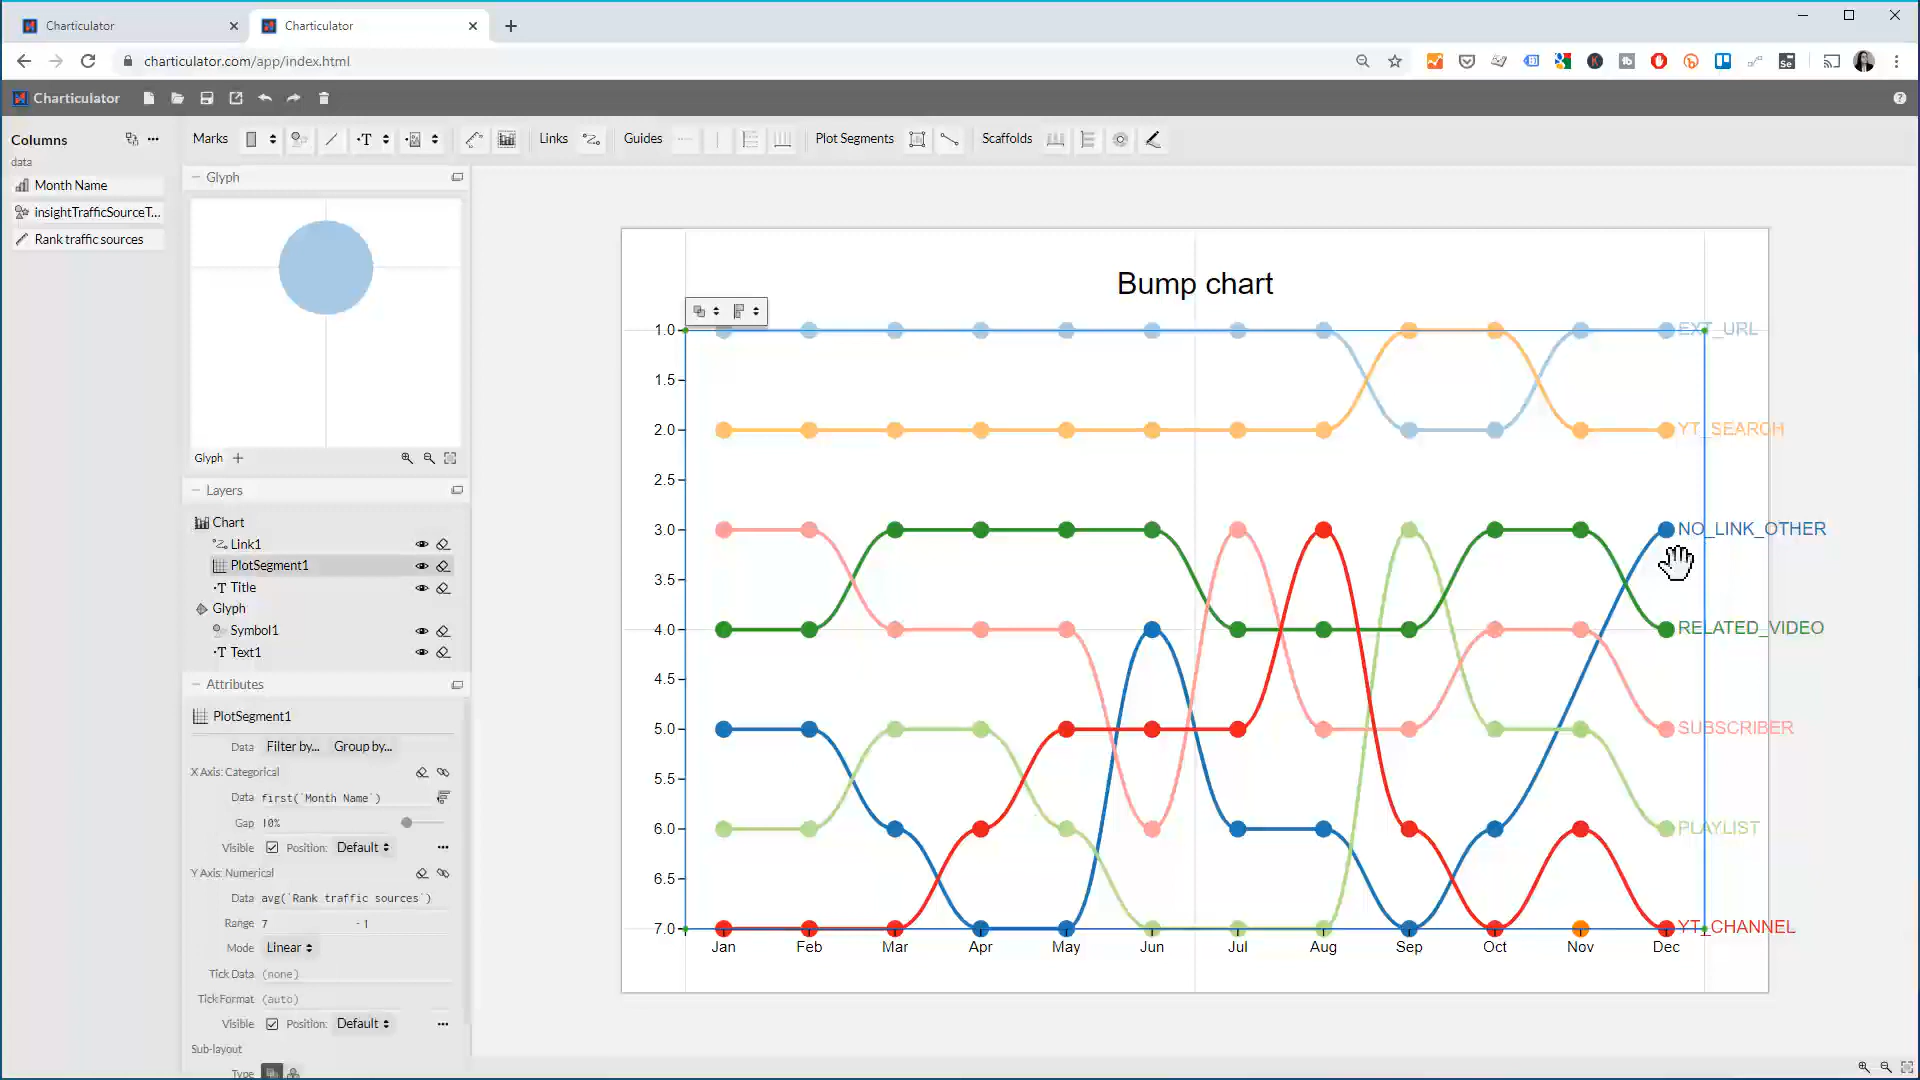 Charticulator
Charticulator
charticulator.com/app/index.html
Charticulator
Columns
data
Month Name
insightTrafficSourceT...
Rank traffic sources
Marks
Links
Guides
Plot Segments
Scaffolds
Glyph
Glyph
Layers
Chart
Link1
PlotSegment1
Title
Glyph
Symbol1
Text1
Attributes
PlotSegment1
Data Filter by... Group by...
X Axis: Categorical
Data first(`Month Name`)
Gap 10%
Visible Position: Default
Y Axis: Numerical
Data avg(`Rank traffic sources`)
Range 7 - 1
Mode Linear
Tick Data (none)
Tick Format (auto)
Visible Position: Default
Sub-layout
Type
Bump chart
1.0
1.5
2.0
2.5
3.0
3.5
4.0
4.5
5.0
5.5
6.0
6.5
7.0
EXT_URL
YT_SEARCH
NO_LINK_OTHER
RELATED_VIDEO
SUBSCRIBER
PLAYLIST
YT_CHANNEL
Jan Feb Mar Apr May Jun Jul Aug Sep Oct Nov Dec